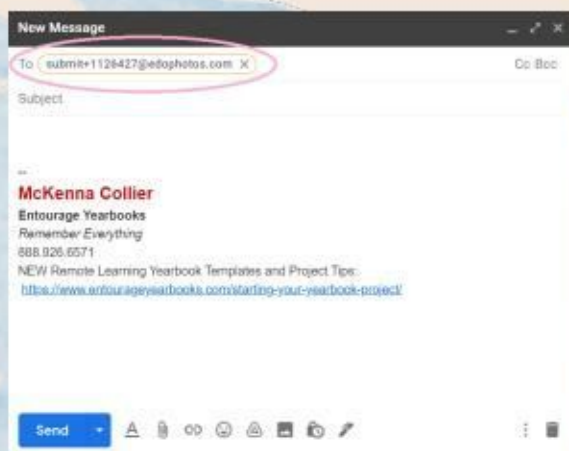 New Message
To submit+1126427@edophotos.com Cc Bcc
Subject
--
McKenna Collier
Entourage Yearbooks
Remember Everything
888.926.6571
NEW Remote Learning Yearbook Templates and Project Tips:
https://www.entourageyearbooks.com/starting-your-yearbook-project/
Send